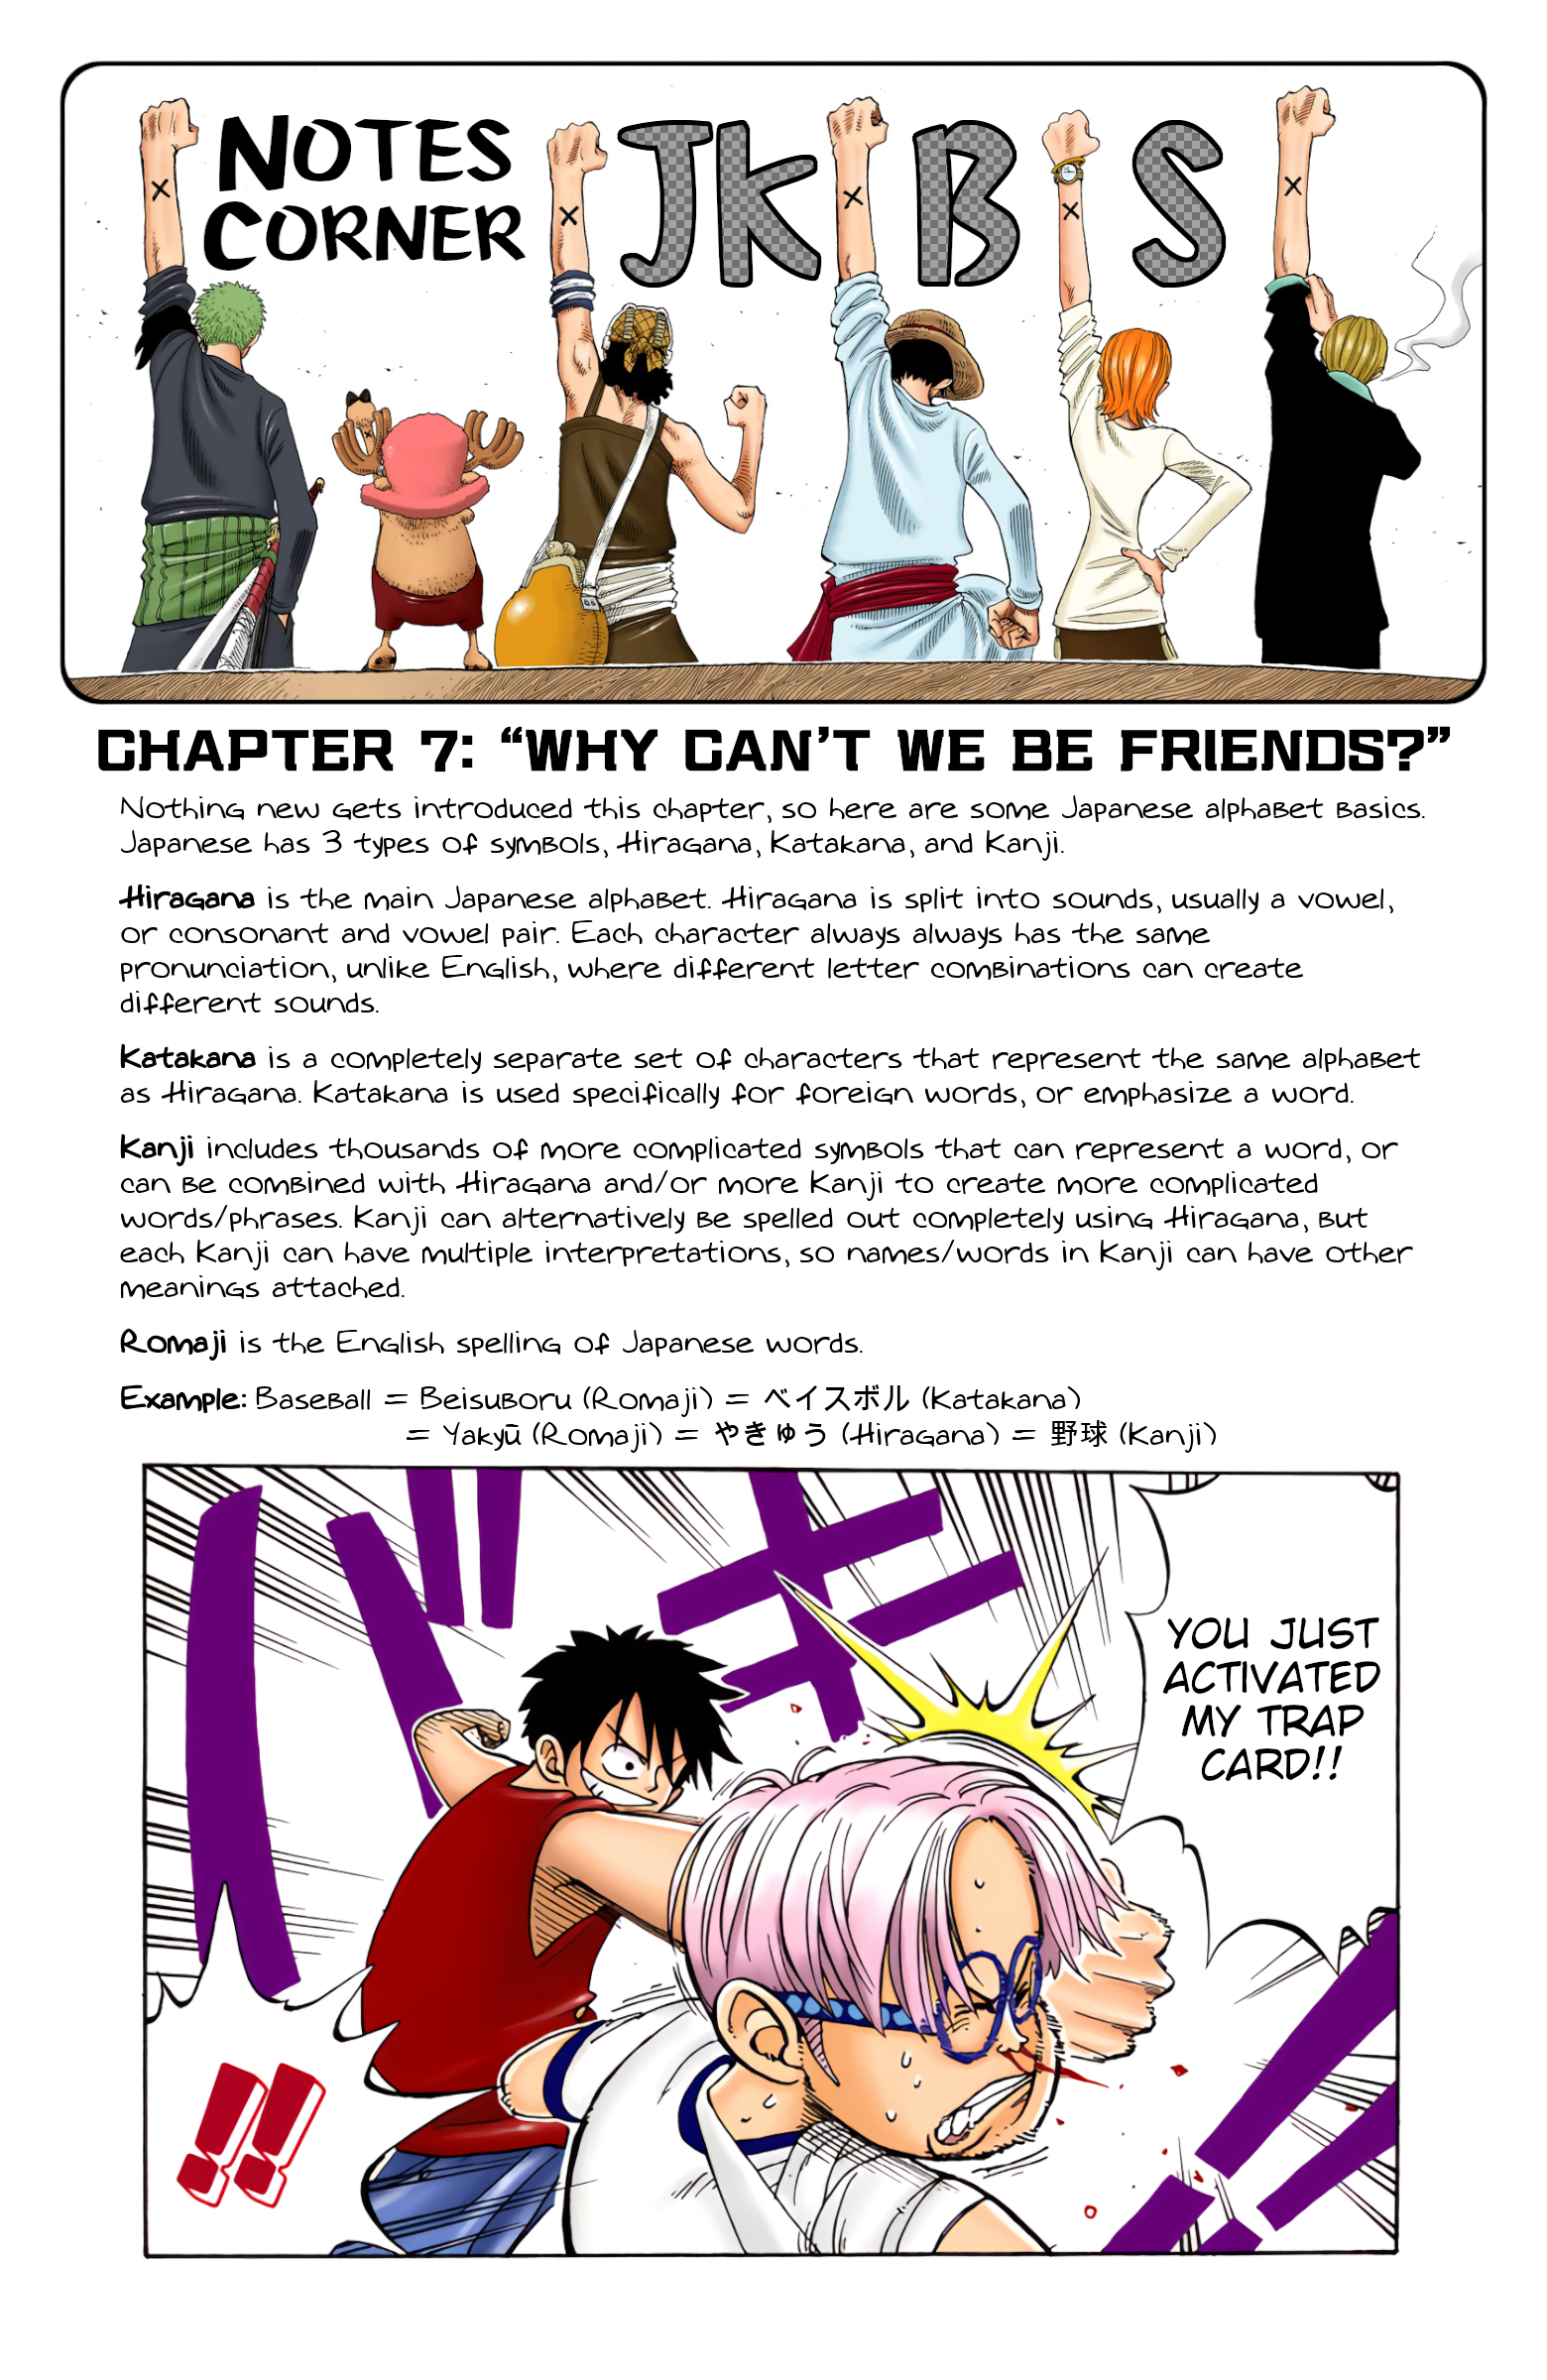 NOTES
CORNER
JKBS
CHAPTER 7: “WHY CAN’T WE BE FRIENDS?”
Nothing new gets introduced this chapter, so here are some Japanese alphabet basics.
Japanese has 3 types of symbols, Hiragana, Katakana, and Kanji.
Hiragana is the main Japanese alphabet. Hiragana is split into sounds, usually a vowel,
or consonant and vowel pair. Each character always always has the same
pronunciation, unlike English, where different letter combinations can create
different sounds.
Katakana is a completely separate set of characters that represent the same alphabet
as Hiragana. Katakana is used specifically for foreign words, or emphasize a word.
Kanji includes thousands of more complicated symbols that can represent a word, or
can be combined with Hiragana and/or more Kanji to create more complicated
words/phrases. Kanji can alternatively be spelled out completely using Hiragana, but
each Kanji can have multiple interpretations, so names/words in Kanji can have other
meanings attached.
Romaji is the English spelling of Japanese words.
Example: Baseball = Beisuboru (Romaji) = ベイスボル (Katakana)
= Yakyū (Romaji) = やきゅう (Hiragana) = 野球 (Kanji)
バキ
YOU JUST
ACTIVATED
MY TRAP
CARD!!
!!